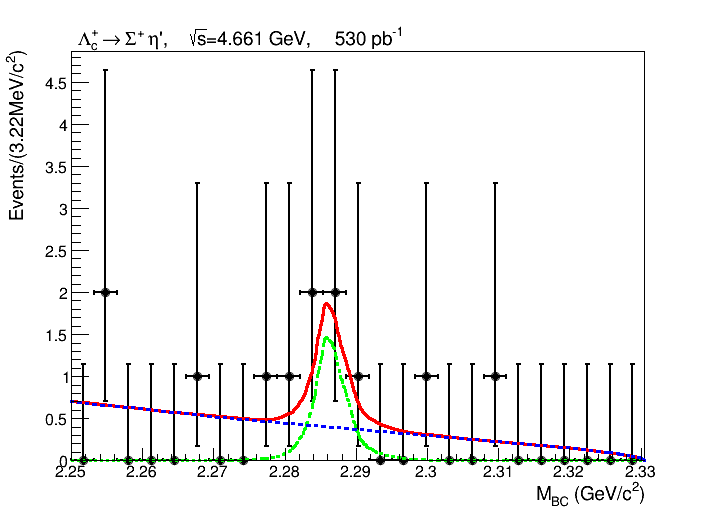 Λc+→Σ+η', √s=4.661 GeV, 530 pb-1
Events/(3.22MeV/c2)
4.5
4
3.5
3
2.5
2
1.5
1
0.5
0
2.25 2.26 2.27 2.28 2.29 2.3 2.31 2.32 2.33
MBC (GeV/c2)